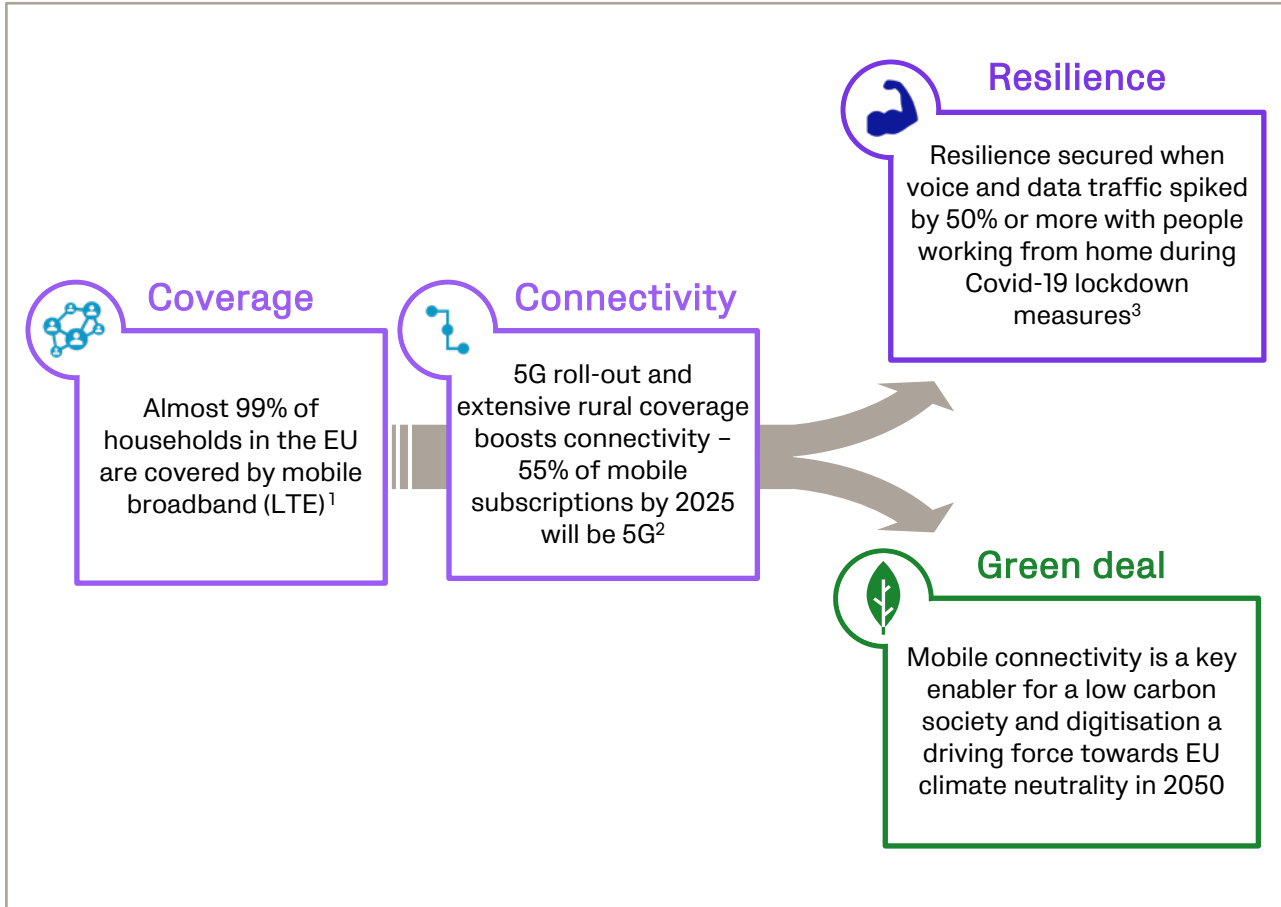 Coverage
Almost 99% of
households in the EU
are covered by mobile
broadband (LTE)¹
Connectivity
5G roll-out and
extensive rural coverage
boosts connectivity –
55% of mobile
subscriptions by 2025
will be 5G²
Resilience
Resilience secured when
voice and data traffic spiked
by 50% or more with people
working from home during
Covid-19 lockdown
measures³
Green deal
Mobile connectivity is a key
enabler for a low carbon
society and digitisation a
driving force towards EU
climate neutrality in 2050